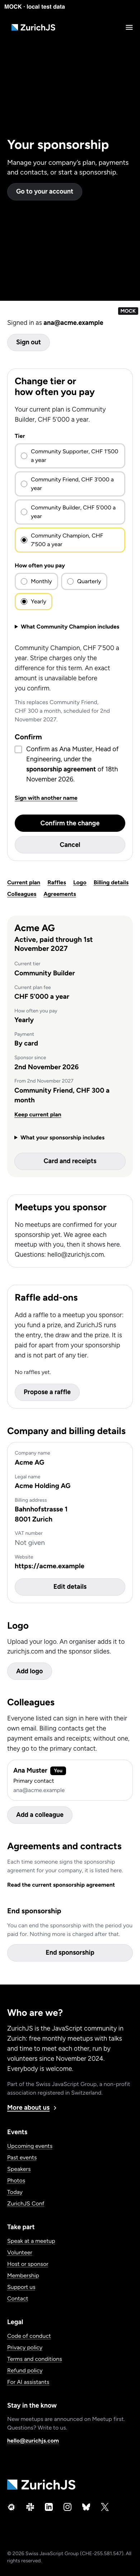 MOCK · local test data
ZurichJS
Your sponsorship
Manage your company's plan, payments
and contacts, or start a sponsorship.
Go to your account
MOCK
Signed in as ana@acme.example
Sign out
Change tier or
how often you pay
Your current plan is Community
Builder, CHF 5'000 a year.
Tier
Community Supporter, CHF 1'500
a year
Community Friend, CHF 3'000 a
year
Community Builder, CHF 5'000 a
year
Community Champion, CHF
7'500 a year
How often you pay
Monthly
Quarterly
Yearly
What Community Champion includes
Community Champion, CHF 7'500 a
year. Stripe charges only the
difference for this term. An exact
amount is unavailable before
you confirm.
This replaces Community Friend,
CHF 300 a month, scheduled for 2nd
November 2027.
Confirm
Confirm as Ana Muster, Head of
Engineering, under the
sponsorship agreement of 18th
November 2026.
Sign with another name
Confirm the change
Cancel
Current plan Raffles Logo Billing details
Colleagues Agreements
Acme AG
Active, paid through 1st
November 2027
Current tier
Community Builder
Current plan fee
CHF 5'000 a year
How often you pay
Yearly
Payment
By card
Sponsor since
2nd November 2026
From 2nd November 2027
Community Friend, CHF 300 a
month
Keep current plan
What your sponsorship includes
Card and receipts
Meetups you sponsor
No meetups are confirmed for your
sponsorship yet. We agree each
meetup with you, then it shows here.
Questions: hello@zurichjs.com.
Raffle add-ons
Add a raffle to a meetup you sponsor:
you fund a prize, and ZurichJS runs
the entry, the draw and the prize. It is
paid for apart from your sponsorship
and is not part of any tier.
No raffles yet.
Propose a raffle
Company and billing details
Company name
Acme AG
Legal name
Acme Holding AG
Billing address
Bahnhofstrasse 1
8001 Zurich
VAT number
Not given
Website
https://acme.example
Edit details
Logo
Upload your logo. An organiser adds it to
zurichjs.com and the sponsor slides.
Add logo
Colleagues
Everyone listed can sign in here with their
own email. Billing contacts get the
payment emails and receipts; without one,
they go to the primary contact.
Ana Muster You
Primary contact
ana@acme.example
Add a colleague
Agreements and contracts
Each time someone signs the sponsorship
agreement for your company, it is listed here.
Read the current sponsorship agreement
End sponsorship
You can end the sponsorship with the period you
paid for. Nothing more is charged after that.
End sponsorship
Who are we?
ZurichJS is the JavaScript community in
Zurich: free monthly meetups with talks
and time to meet each other, run by
volunteers since November 2024.
Everybody is welcome.
Part of the Swiss JavaScript Group, a non-profit
association registered in Switzerland.
More about us
Events
Upcoming events
Past events
Speakers
Photos
Today
ZurichJS Conf
Take part
Speak at a meetup
Volunteer
Host or sponsor
Membership
Support us
Contact
Legal
Code of conduct
Privacy policy
Terms and conditions
Refund policy
For AI assistants
Stay in the know
New meetups are announced on Meetup first.
Questions? Write to us.
hello@zurichjs.com
ZurichJS
© 2026 Swiss JavaScript Group (CHE-255.581.547). All
rights reserved.